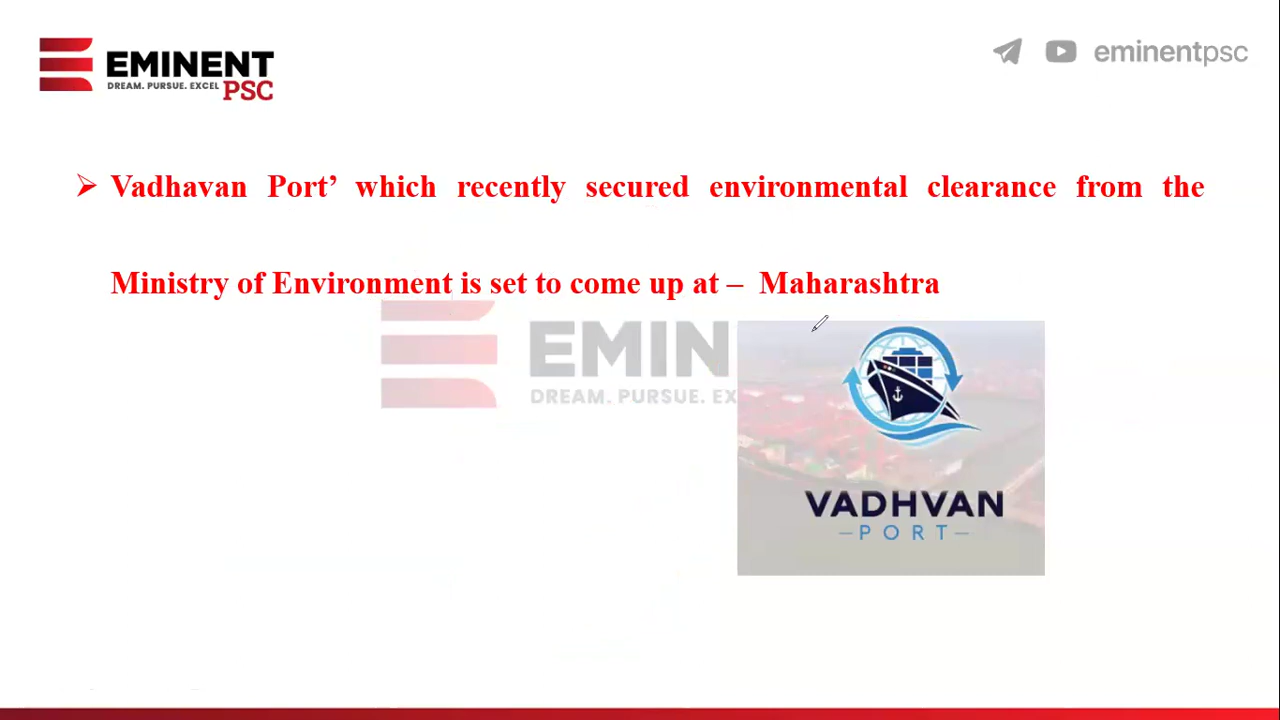 EMINENT
DREAM. PURSUE. EXCEL
PSC
eminentpsc
➢ Vadhavan Port’ which recently secured environmental clearance from the
Ministry of Environment is set to come up at – Maharashtra
EMIN
DREAM. PURSUE. EX
VADHVAN
–PORT–